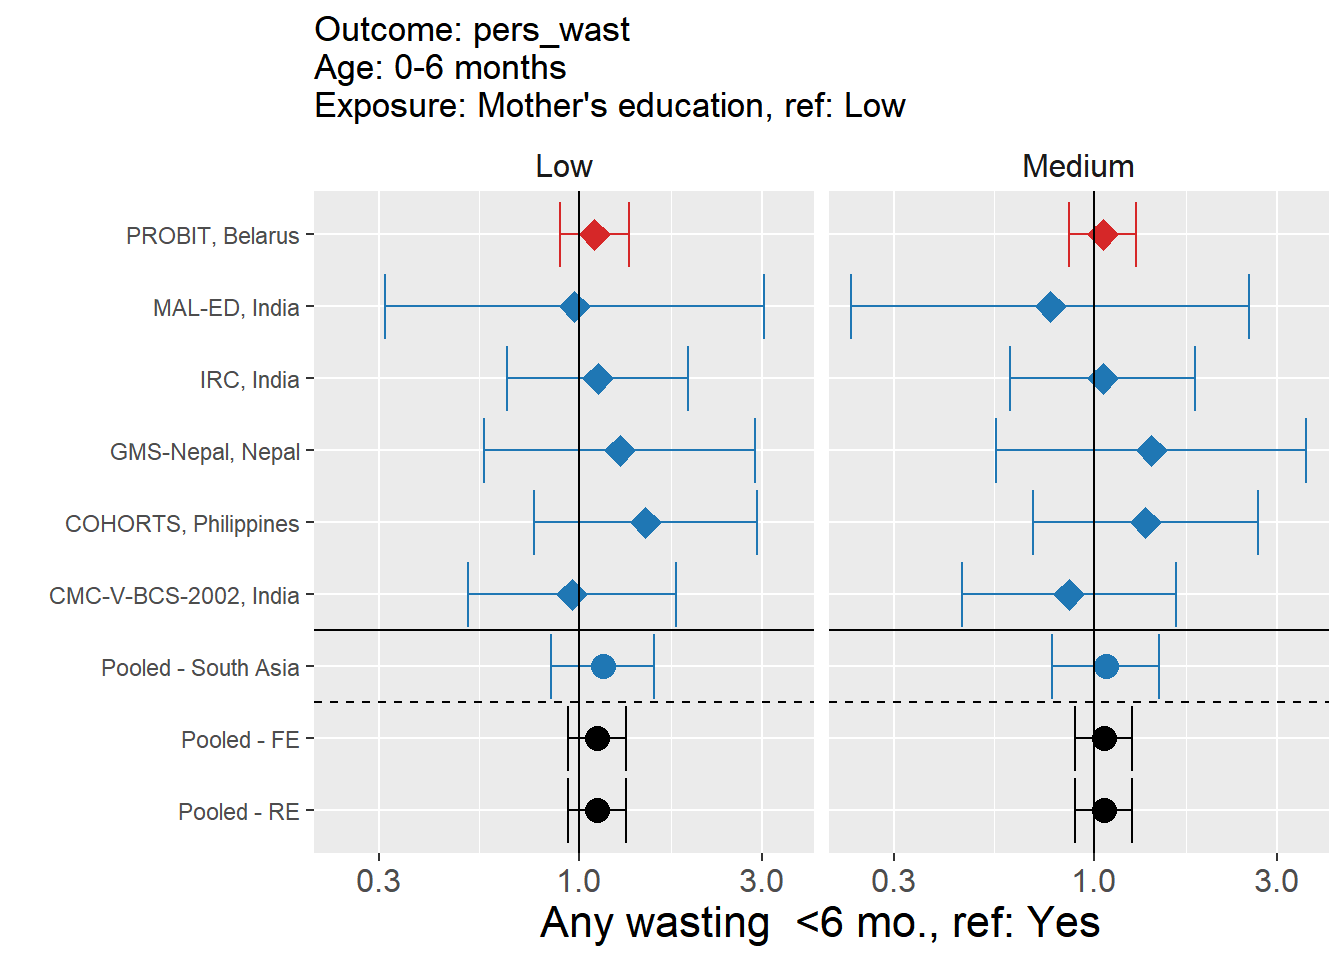 Outcome: pers_wast
Age: 0-6 months
Exposure: Mother's education, ref: Low
Low
Medium
PROBIT, Belarus
MAL-ED, India
IRC, India
GMS-Nepal, Nepal
COHORTS, Philippines
CMC-V-BCS-2002, India
Pooled - South Asia
Pooled - FE
Pooled - RE
0.3 1.0 3.0 0.3 1.0 3.0
Any wasting  <6 mo., ref: Yes